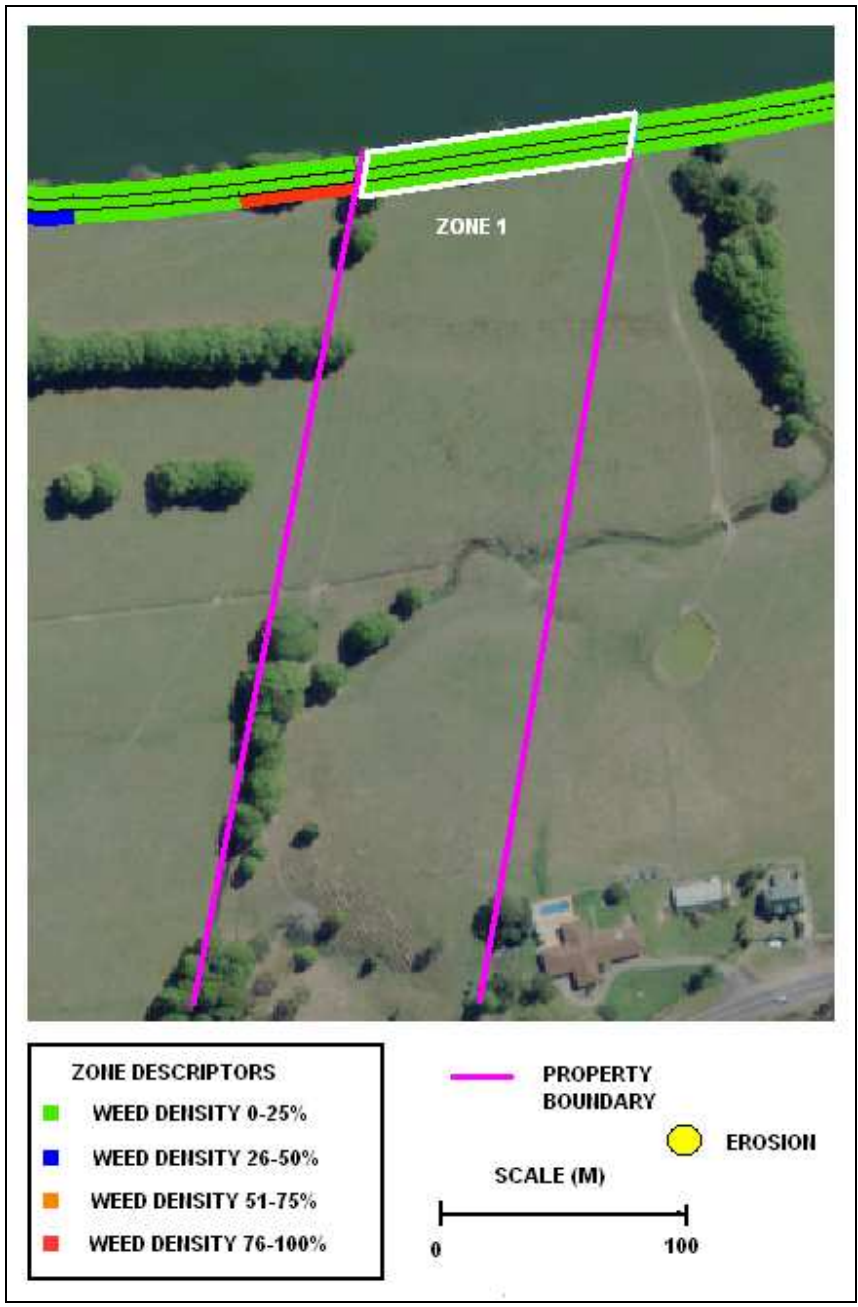 ZONE 1
ZONE DESCRIPTORS
WEED DENSITY 0-25%
WEED DENSITY 26-50%
WEED DENSITY 51-75%
WEED DENSITY 76-100%
PROPERTY
BOUNDARY
EROSION
SCALE (M)
0
100